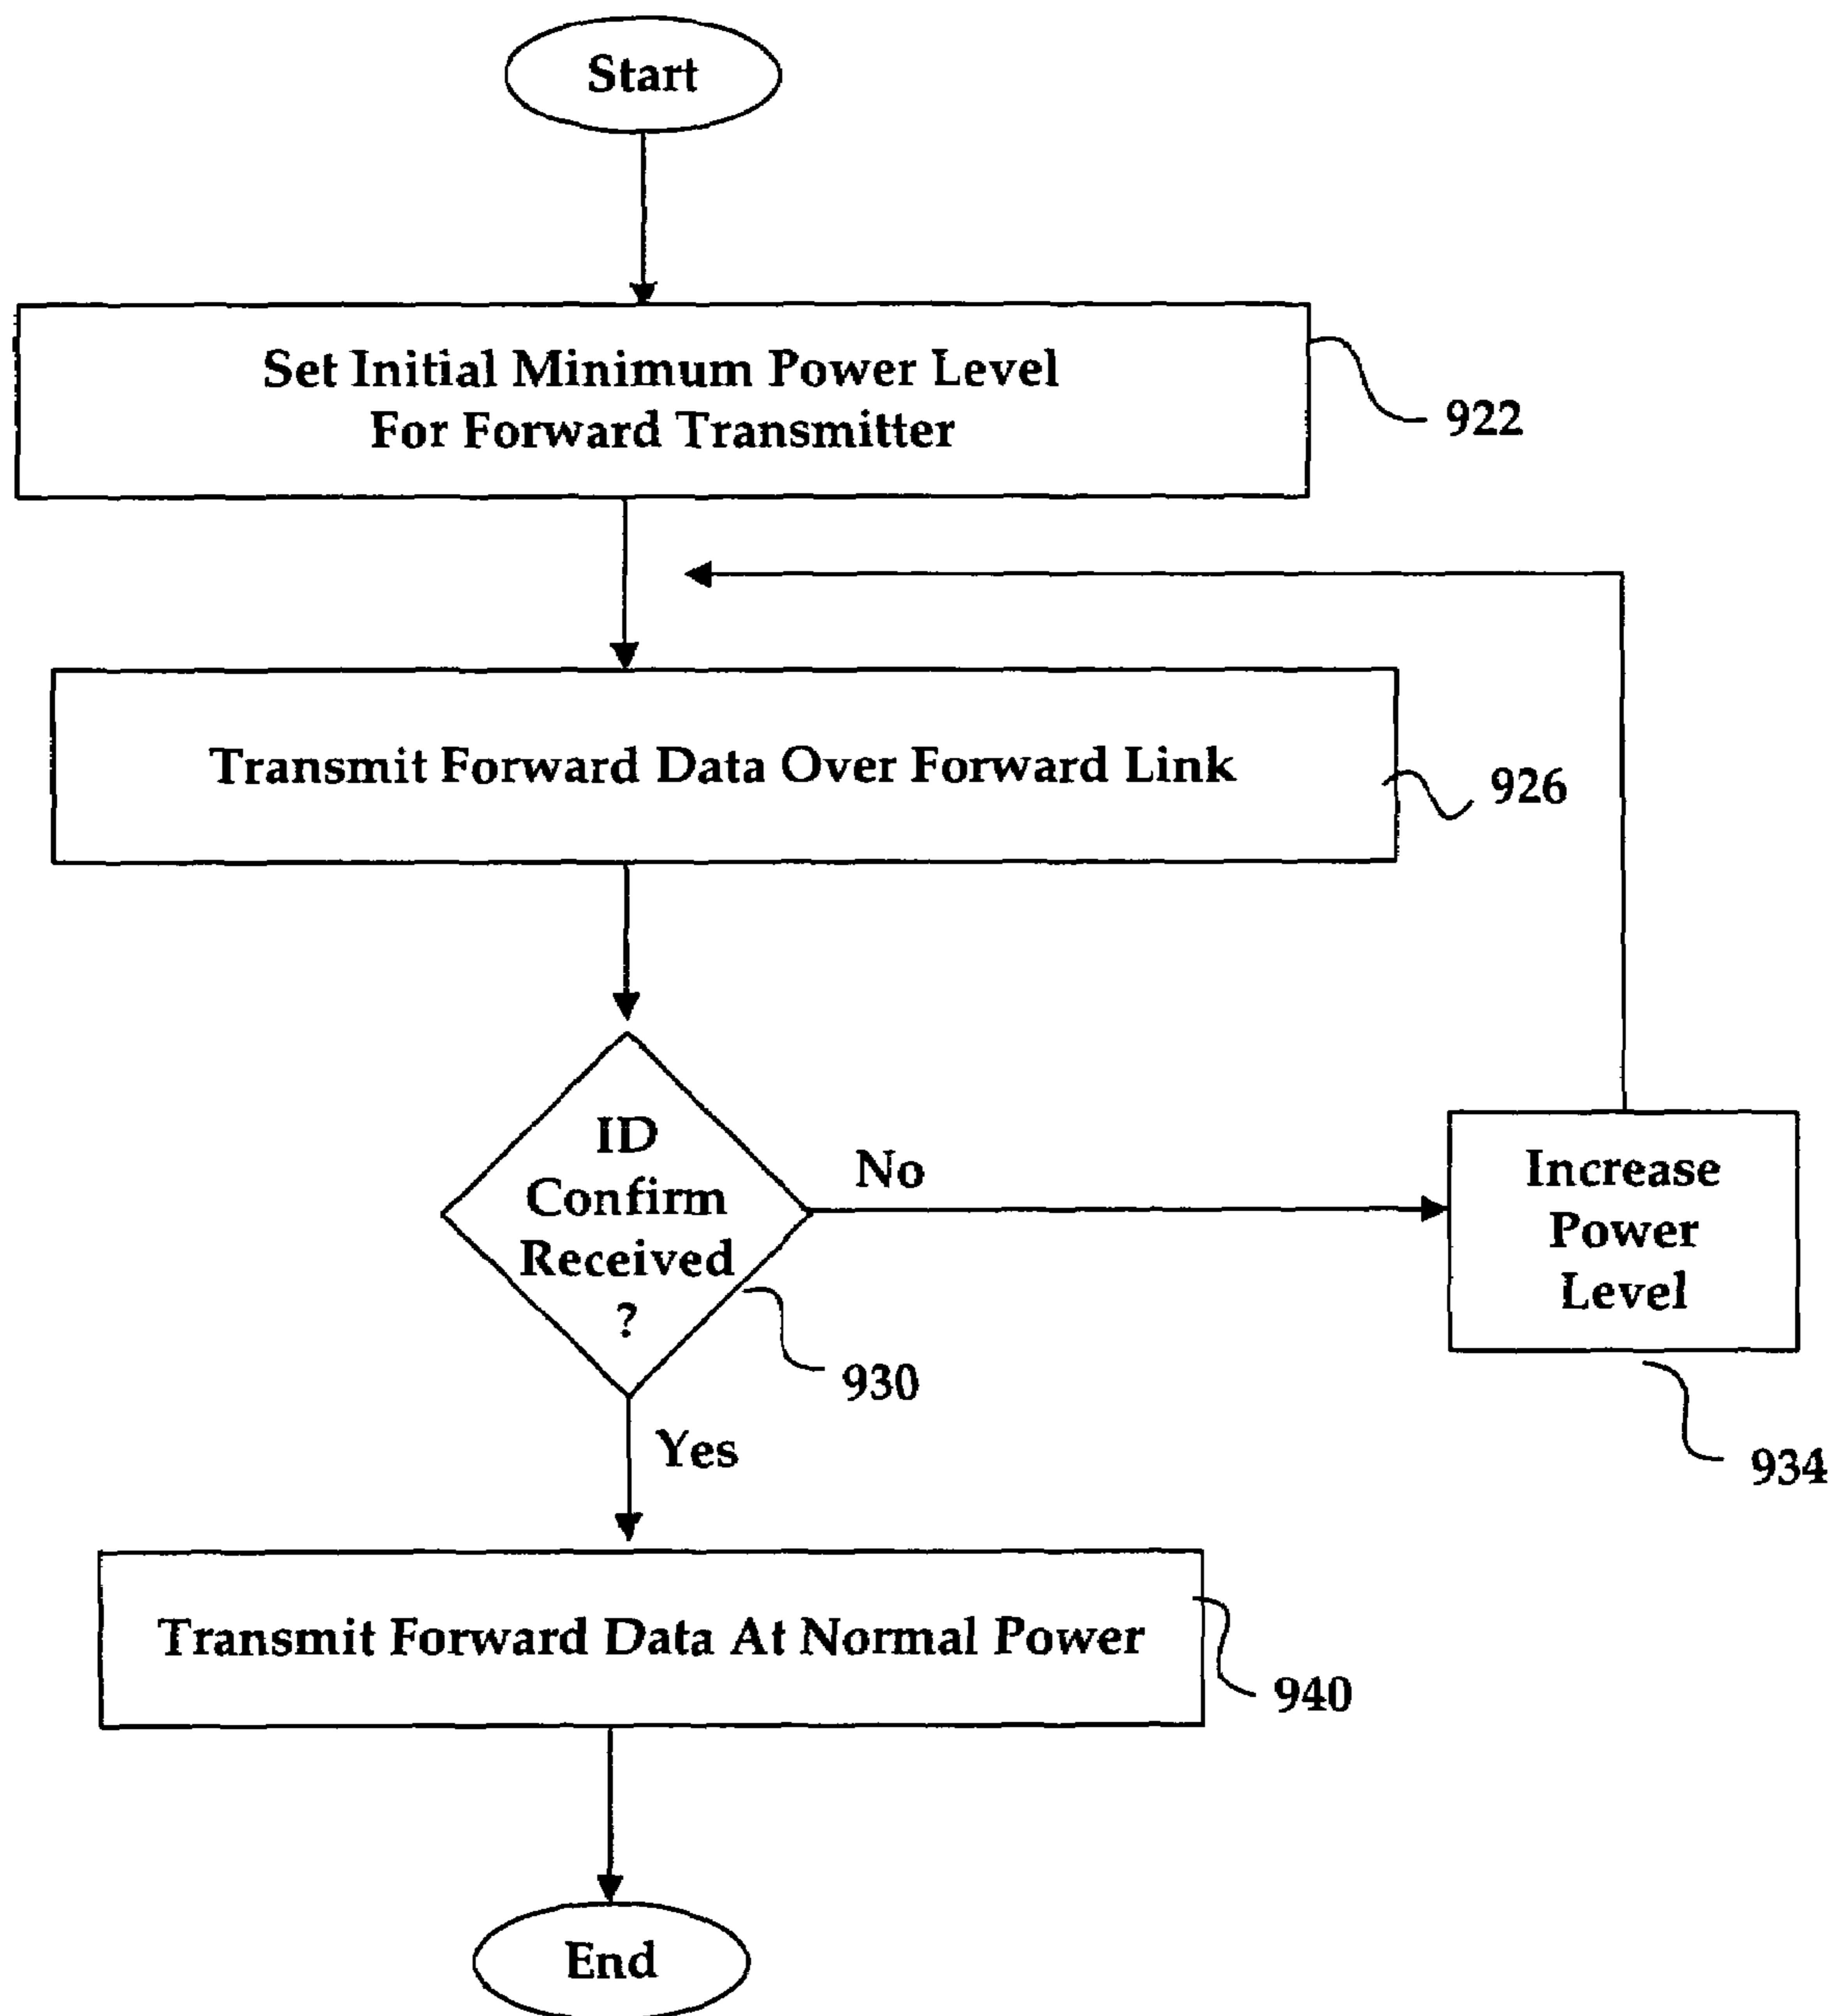 Start
Set Initial Minimum Power Level
For Forward Transmitter
922
Transmit Forward Data Over Forward Link
926
ID
Confirm
Received
?
930
No
Increase
Power
Level
934
Yes
Transmit Forward Data At Normal Power
940
End